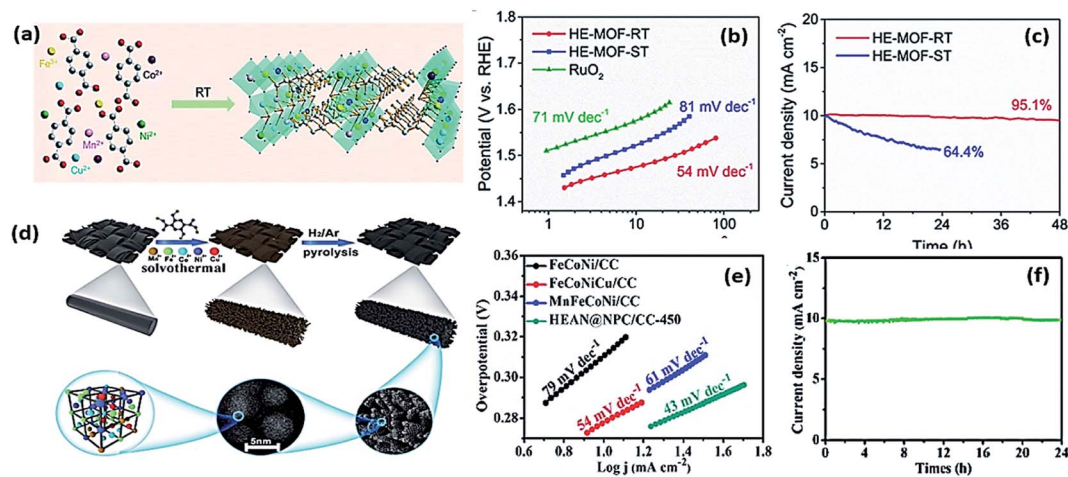 (a)
Fe³⁺
Co²⁺
RT
Ni²⁺
Mn²⁺
Cu²⁺
Potential (V vs. RHE)
1.8
1.7
1.6
1.5
1.4
HE-MOF-RT
HE-MOF-ST
RuO₂
(b)
71 mV dec⁻¹
81 mV dec⁻¹
54 mV dec⁻¹
1
10
100
Current density (mA cm⁻²)
20
15
10
5
0
HE-MOF-RT
HE-MOF-ST
(c)
95.1%
64.4%
0
12
24
36
48
Time (h)
(d)
solvothermal
H₂/Ar
pyrolysis
5nm
Overpotential (V)
0.36
0.34
0.32
0.30
0.28
FeCoNi/CC
FeCoNiCu/CC
MnFeCoNi/CC
HEAN@NPC/CC-450
(e)
79 mV dec⁻¹
61 mV dec⁻¹
54 mV dec⁻¹
43 mV dec⁻¹
0.6
0.8
1.0
1.2
1.4
1.6
1.8
Log j (mA cm⁻²)
Current density (mA cm⁻²)
15
10
5
0
(f)
0
4
8
12
16
20
24
Times (h)